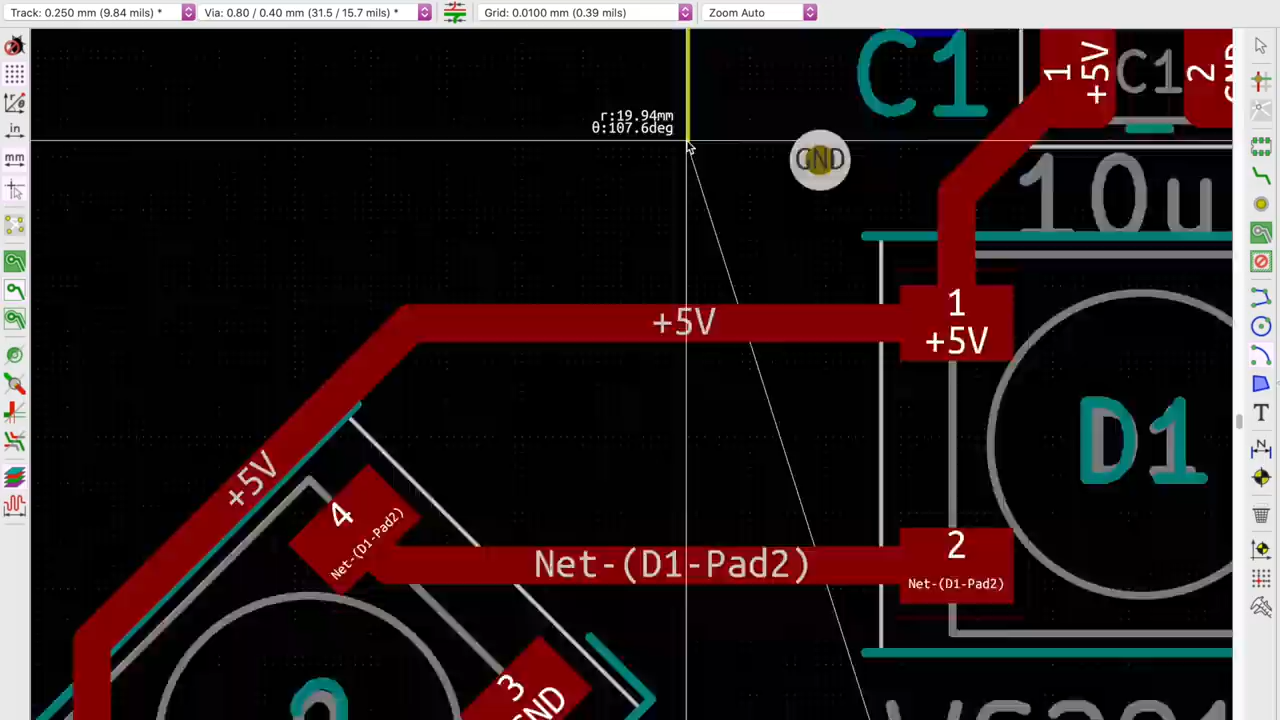 Track: 0.250 mm (9.84 mils) *
Via: 0.80 / 0.40 mm (31.5 / 15.7 mils) *
Grid: 0.0100 mm (0.39 mils)
Zoom Auto
in
mm
r:19.94mm
θ:107.6deg
C1
1
+5V
C1
2
GND
10u
1
+5V
+5V
D1
+5V
4
Net-(D1-Pad2)
Net-(D1-Pad2)
2
Net-(D1-Pad2)
3
GND
T
N